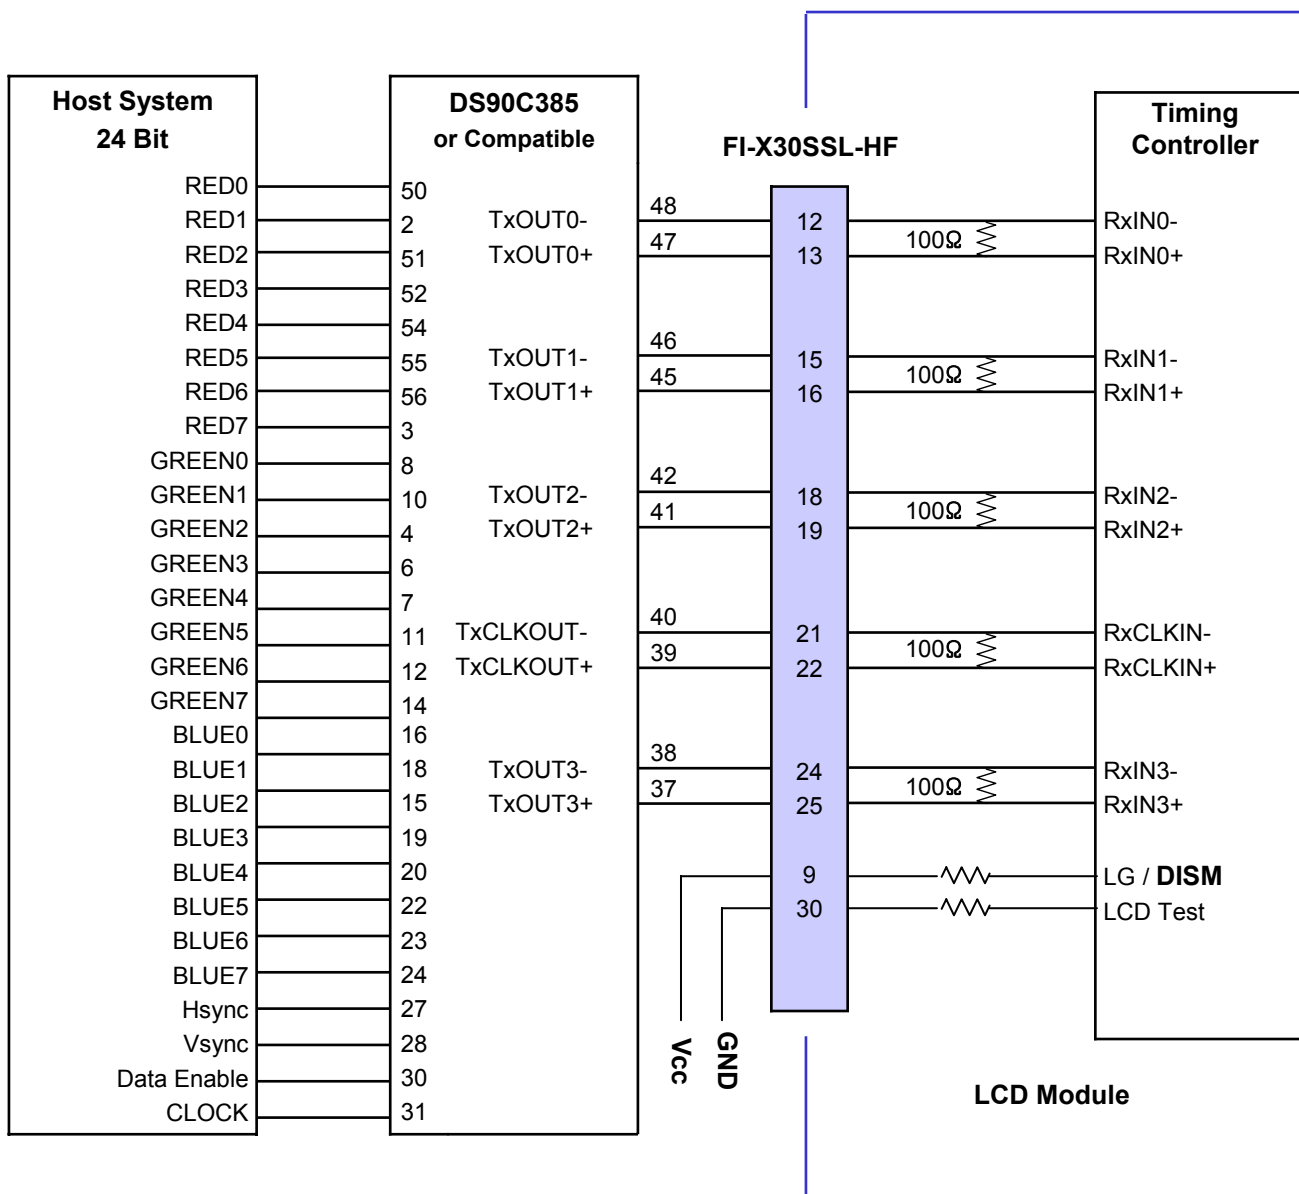 Host System
24 Bit
RED0
RED1
RED2
RED3
RED4
RED5
RED6
RED7
GREEN0
GREEN1
GREEN2
GREEN3
GREEN4
GREEN5
GREEN6
GREEN7
BLUE0
BLUE1
BLUE2
BLUE3
BLUE4
BLUE5
BLUE6
BLUE7
Hsync
Vsync
Data Enable
CLOCK
DS90C385
or Compatible
50
2
51
52
54
55
56
3
8
10
4
6
7
11
12
14
16
18
15
19
20
22
23
24
27
28
30
31
TxOUT0-
TxOUT0+
TxOUT1-
TxOUT1+
TxOUT2-
TxOUT2+
TxCLKOUT-
TxCLKOUT+
TxOUT3-
TxOUT3+
48
47
46
45
42
41
40
39
38
37
Vcc
GND
FI-X30SSL-HF
12
13
15
16
18
19
21
22
24
25
9
30
100Ω
100Ω
100Ω
100Ω
100Ω
Timing
Controller
RxIN0-
RxIN0+
RxIN1-
RxIN1+
RxIN2-
RxIN2+
RxCLKIN-
RxCLKIN+
RxIN3-
RxIN3+
LG / DISM
LCD Test
LCD Module